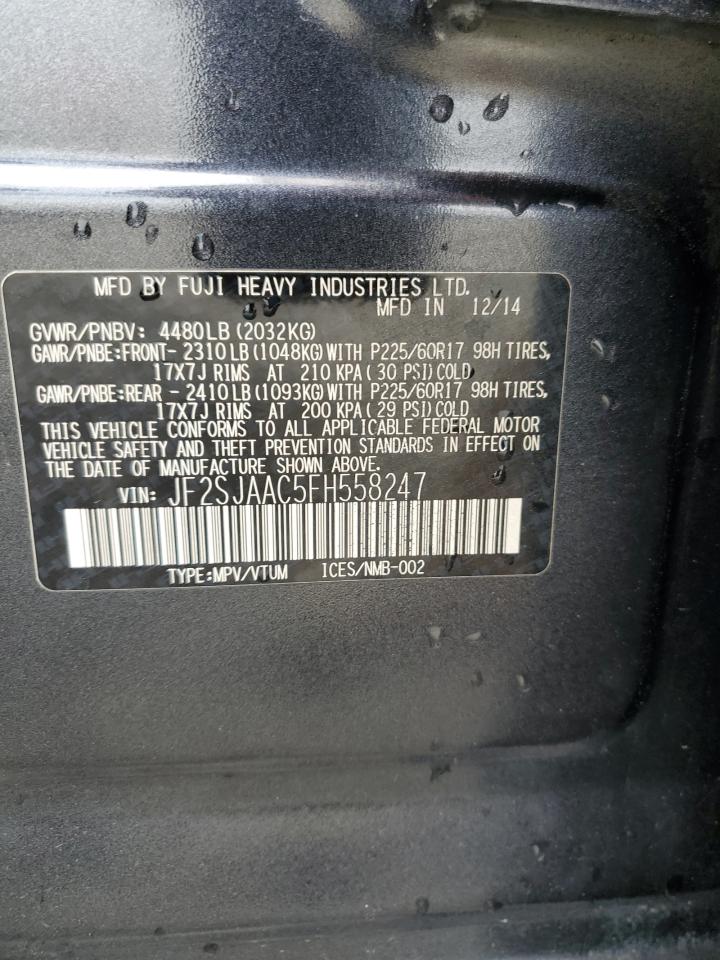 MFD BY FUJI HEAVY INDUSTRIES LTD.
MFD IN 12/14
GVWR/PNBV: 4480LB (2032KG)
GAWR/PNBE:FRONT- 2310LB (1048KG) WITH P225/60R17 98H TIRES,
17X7J RIMS AT 210 KPA ( 30 PSI) COLD
GAWR/PNBE:REAR - 2410LB (1093KG) WITH P225/60R17 98H TIRES,
17X7J RIMS AT 200 KPA ( 29 PSI) COLD
THIS VEHICLE CONFORMS TO ALL APPLICABLE FEDERAL MOTOR
VEHICLE SAFETY AND THEFT PREVENTION STANDARDS IN EFFECT ON
THE DATE OF MANUFACTURE SHOWN ABOVE.
VIN: JF2SJAAC5FH558247
TYPE:MPV/VTUM ICES/NMB-002